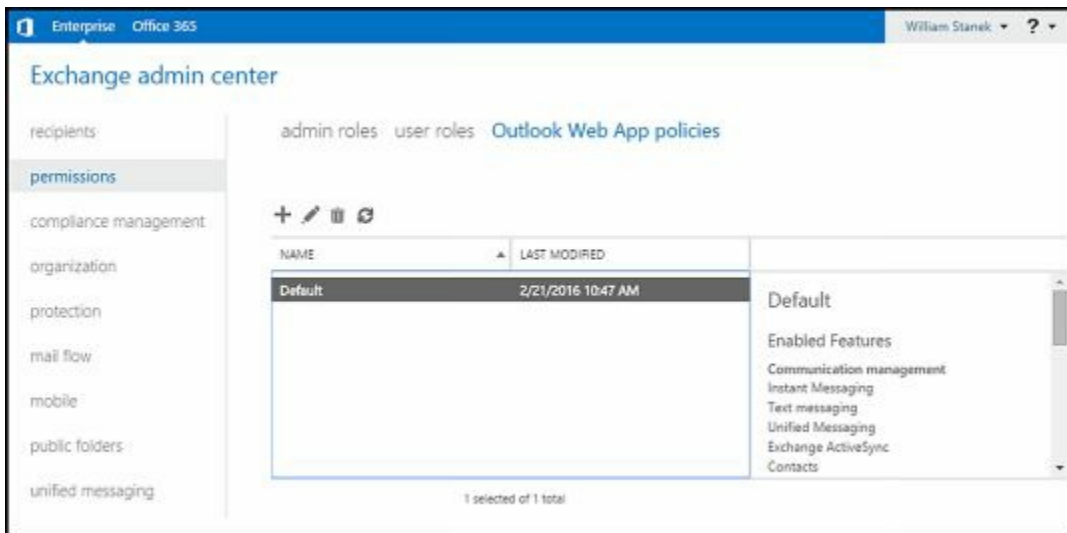 Enterprise Office 365
William Stanek ?
Exchange admin center
recipients
permissions
compliance management
organization
protection
mail flow
mobile
public folders
unified messaging
admin roles user roles Outlook Web App policies
NAME LAST MODIFIED
Default 2/21/2016 10:47 AM
1 selected of 1 total
Default
Enabled Features
Communication management
Instant Messaging
Text messaging
Unified Messaging
Exchange ActiveSync
Contacts